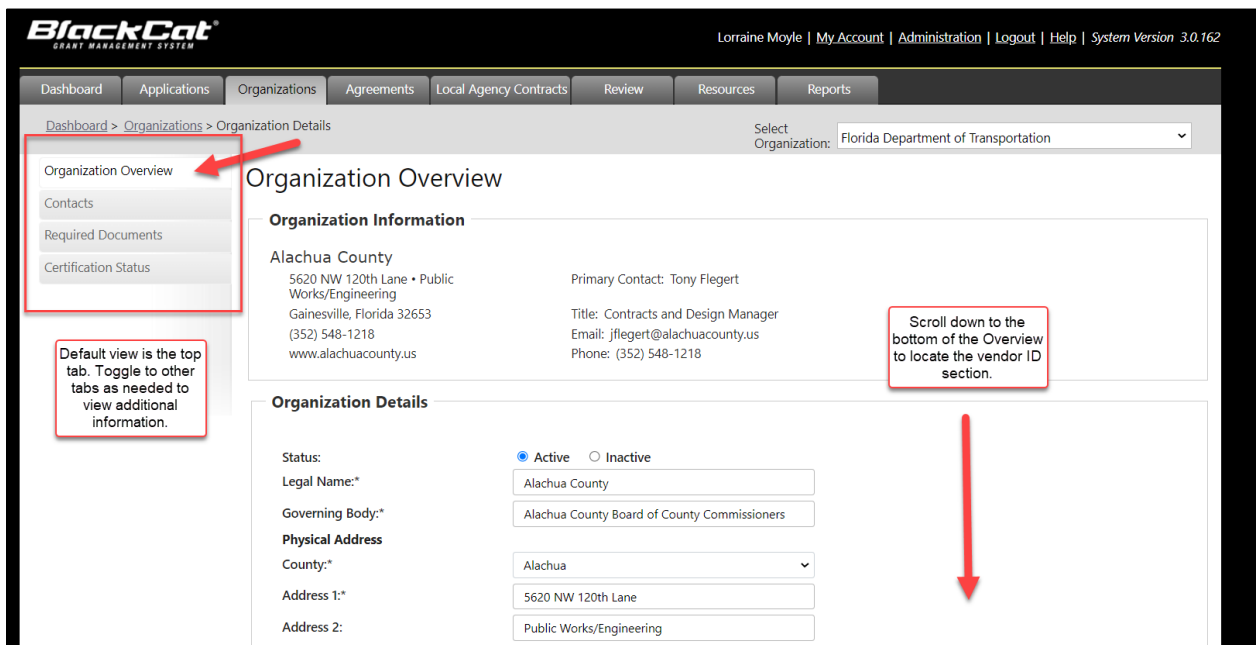 BlackCat®
GRANT MANAGEMENT SYSTEM
Lorraine Moyle | My Account | Administration | Logout | Help | System Version 3.0.162
Dashboard Applications Organizations Agreements Local Agency Contracts Review Resources Reports
Dashboard > Organizations > Organization Details
Select
Organization: Florida Department of Transportation
Organization Overview
Contacts
Required Documents
Certification Status
Default view is the top
tab. Toggle to other
tabs as needed to
view additional
information.
Organization Overview
Organization Information
Alachua County
5620 NW 120th Lane • Public
Works/Engineering
Gainesville, Florida 32653
(352) 548-1218
www.alachuacounty.us
Primary Contact: Tony Flegert
Title: Contracts and Design Manager
Email: jflegert@alachuacounty.us
Phone: (352) 548-1218
Scroll down to the
bottom of the Overview
to locate the vendor ID
section.
Organization Details
Status: Active Inactive
Legal Name:* Alachua County
Governing Body:* Alachua County Board of County Commissioners
Physical Address
County:* Alachua
Address 1:* 5620 NW 120th Lane
Address 2: Public Works/Engineering